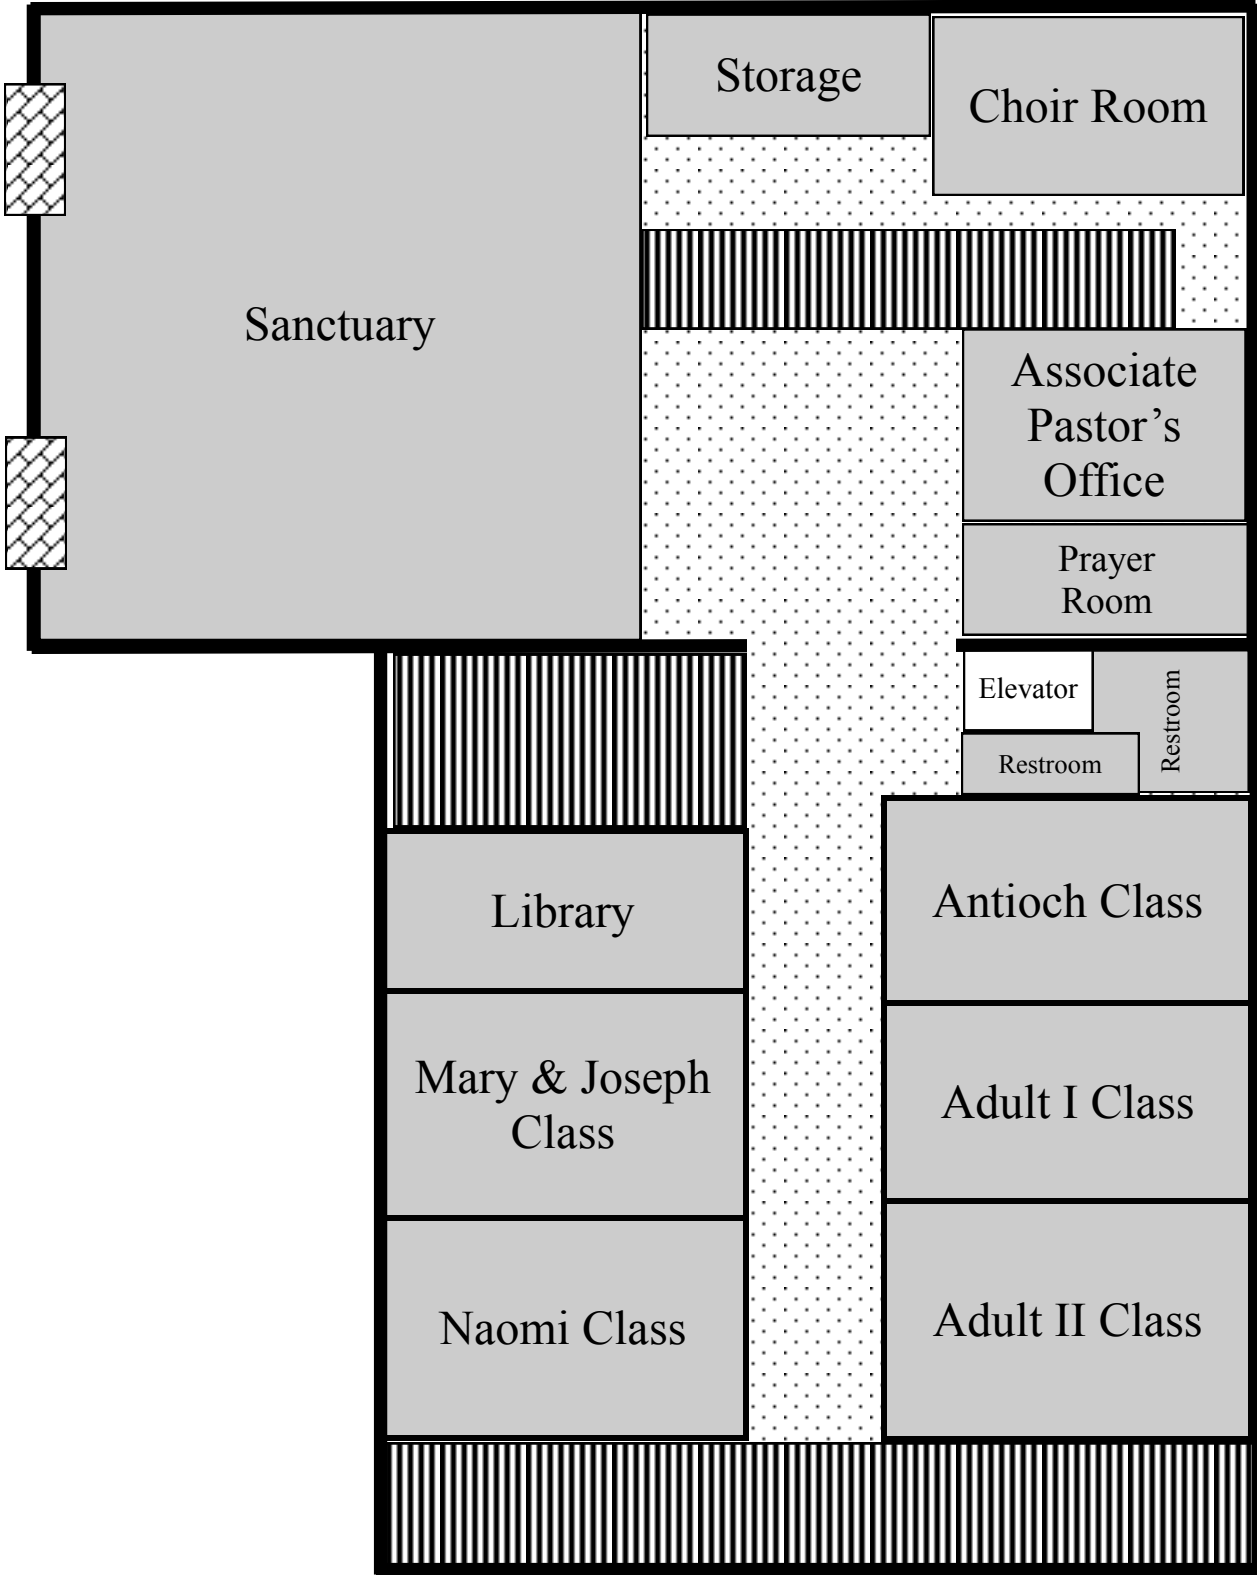 Storage
Choir Room
Sanctuary
Associate
Pastor’s
Office
Prayer
Room
Elevator
Restroom
Restroom
Library
Antioch Class
Mary & Joseph
Class
Adult I Class
Naomi Class
Adult II Class